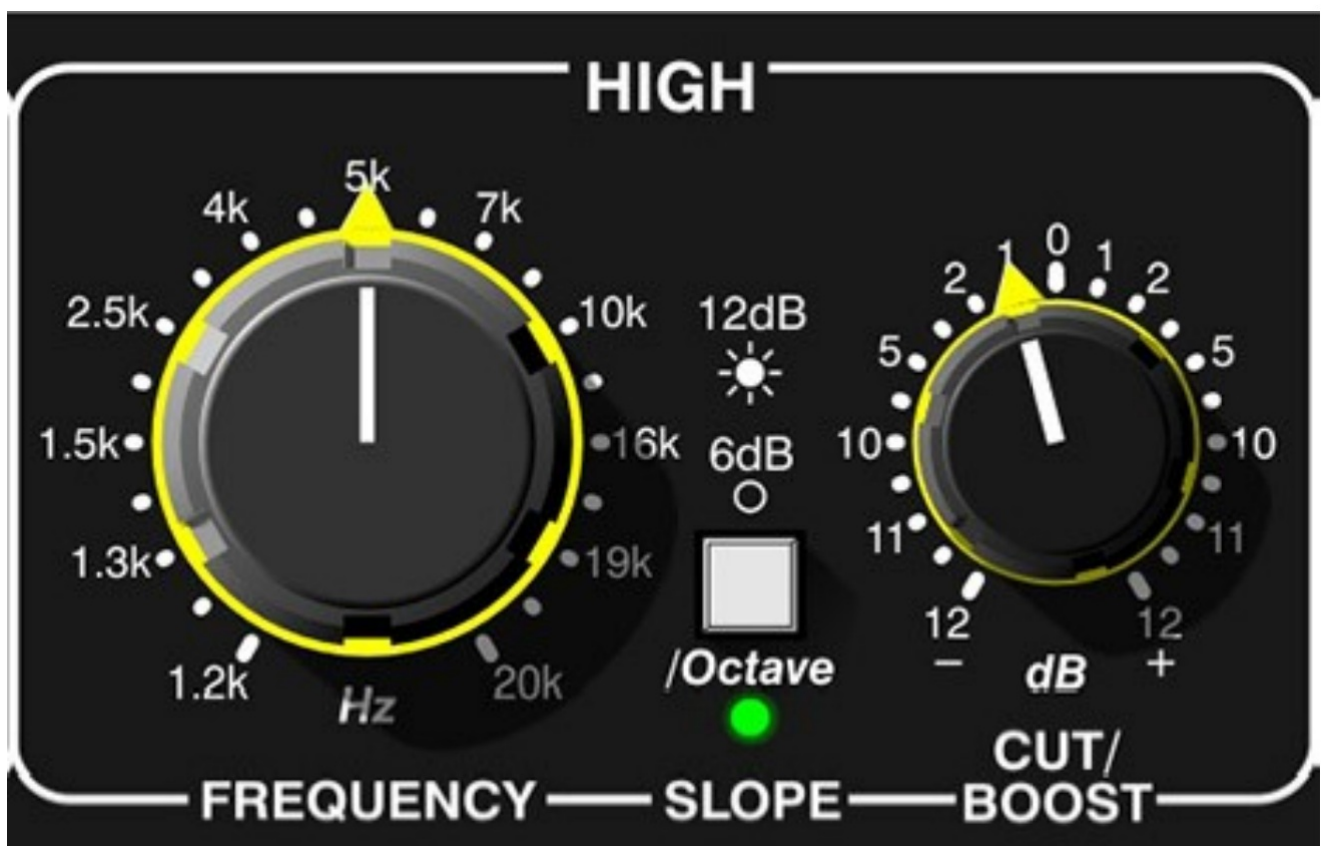 HIGH
5k
4k
7k
2.5k
10k
1.5k
16k
1.3k
19k
1.2k
20k
Hz
FREQUENCY
12dB
6dB
/Octave
SLOPE
0
1
1
2
2
5
5
10
10
11
11
12
12
−
+
dB
CUT/
BOOST